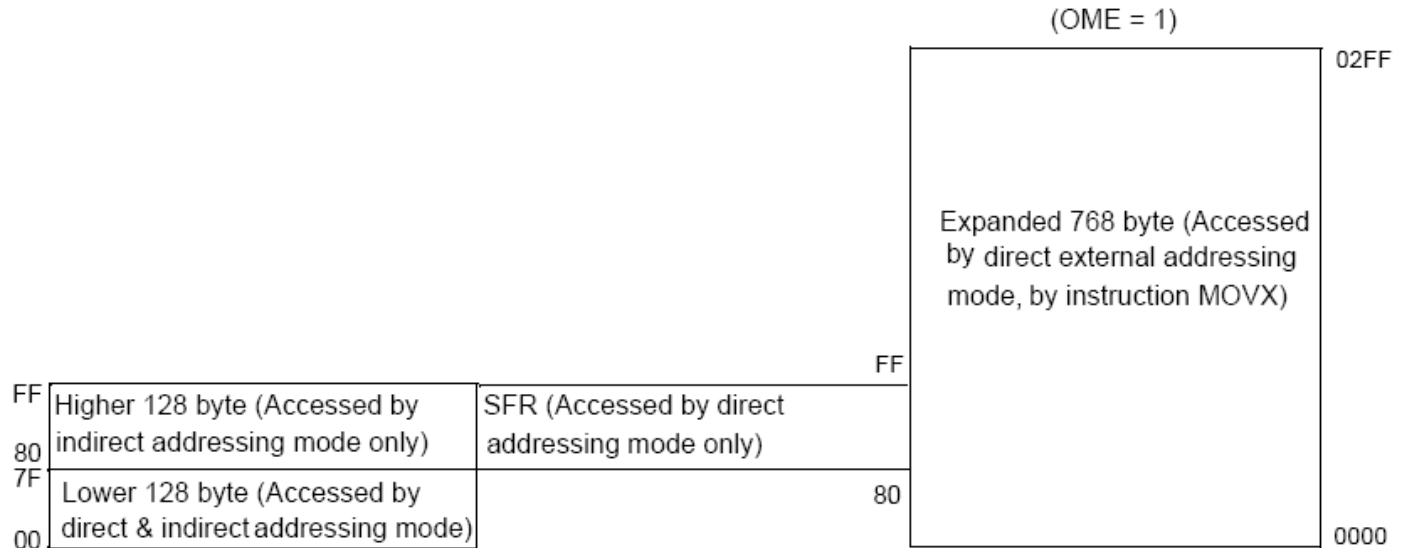 (OME = 1)
02FF
Expanded 768 byte (Accessed
by direct external addressing
mode, by instruction MOVX)
FF
FF
Higher 128 byte (Accessed by
indirect addressing mode only)
80
SFR (Accessed by direct
addressing mode only)
7F
Lower 128 byte (Accessed by
direct & indirect addressing mode)
00
80
0000